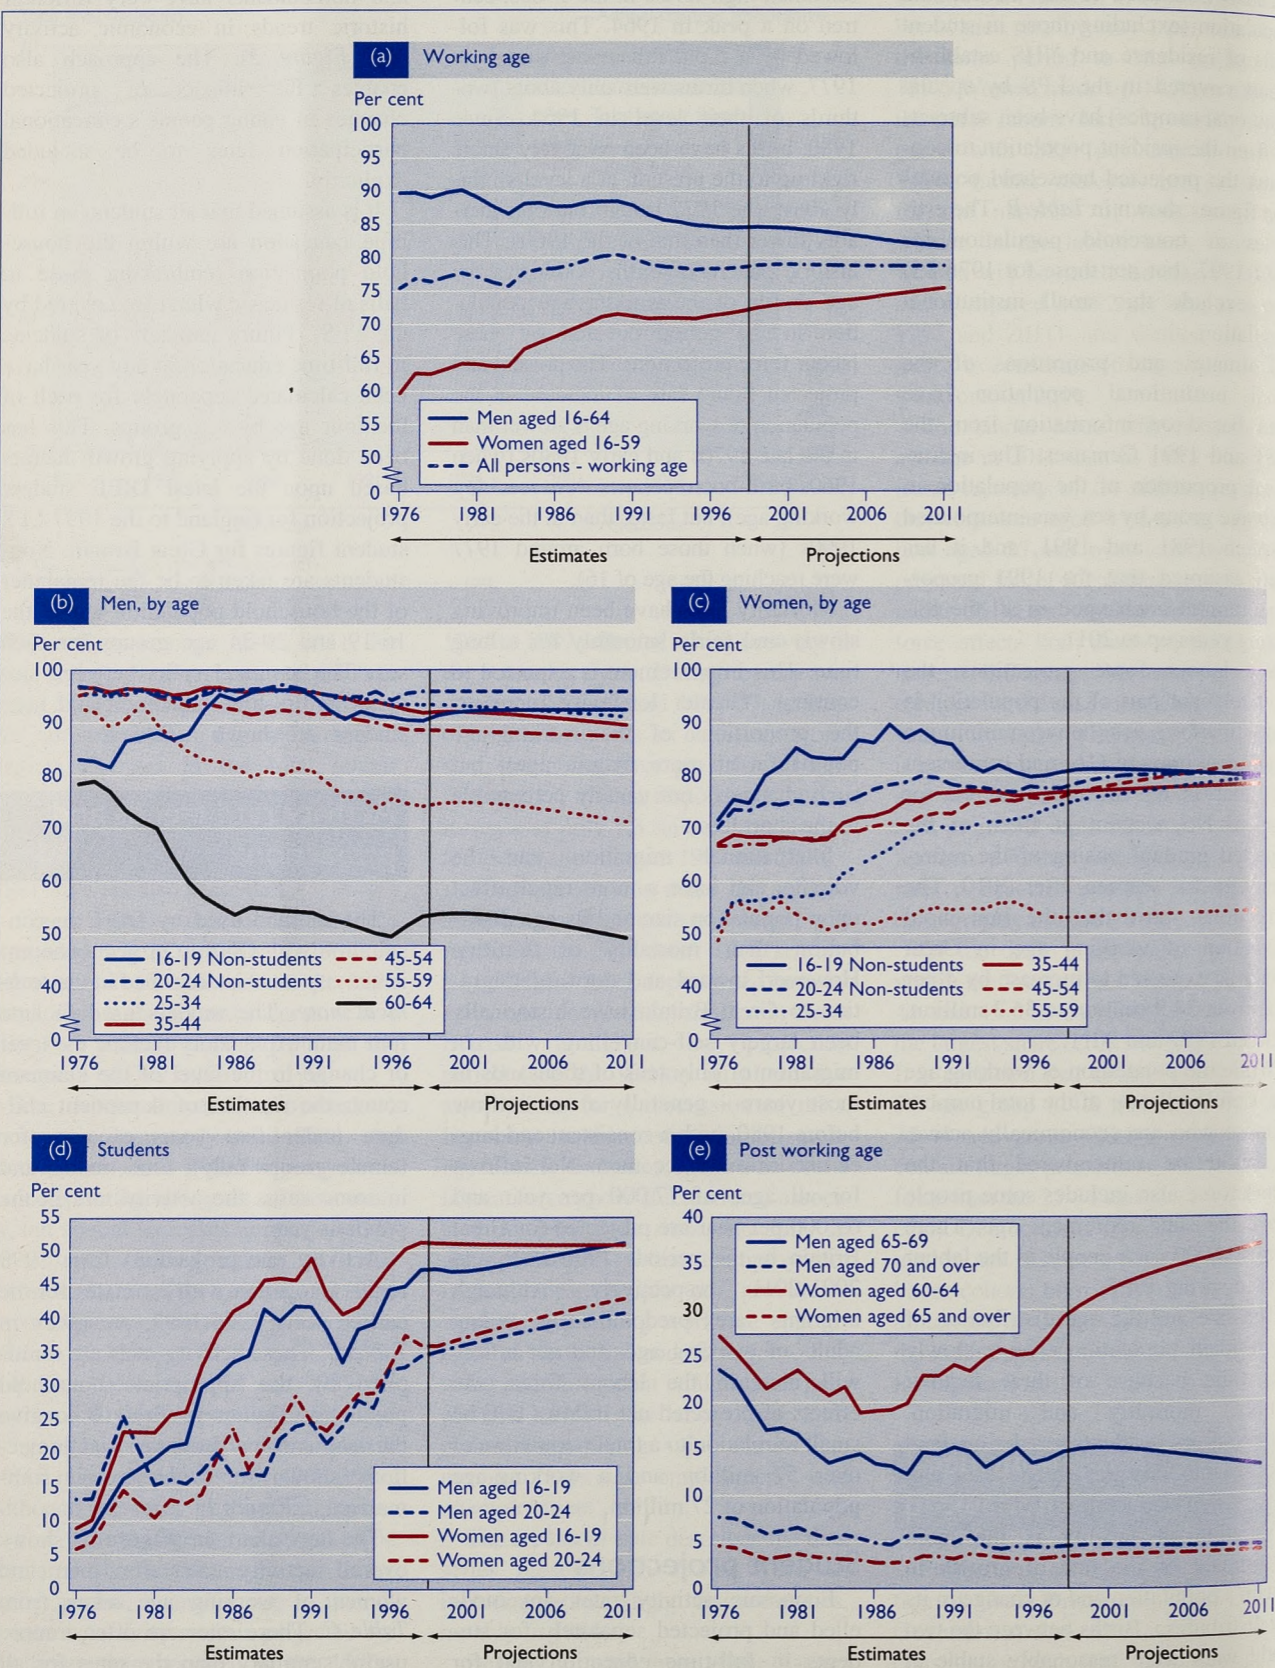 (a) Working age
Per cent
100
95
90
85
80
75
70
65
60
55
50
0
Men aged 16-64
Women aged 16-59
All persons - working age
1976 1981 1986 1991 1996 2001 2006 2011
Estimates Projections
(b) Men, by age
Per cent
100
90
80
70
60
50
40
0
16-19 Non-students 45-54
20-24 Non-students 55-59
25-34 60-64
35-44
1976 1981 1986 1991 1996 2001 2006 2011
Estimates Projections
(c) Women, by age
Per cent
100
90
80
70
60
50
40
0
16-19 Non-students 35-44
20-24 Non-students 45-54
25-34 55-59
1976 1981 1986 1991 1996 2001 2006 2011
Estimates Projections
(d) Students
Per cent
55
50
45
40
35
30
25
20
15
10
5
0
Men aged 16-19
Men aged 20-24
Women aged 16-19
Women aged 20-24
1976 1981 1986 1991 1996 2001 2006 2011
Estimates Projections
(e) Post working age
Per cent
40
35
30
25
20
15
10
5
0
Men aged 65-69
Men aged 70 and over
Women aged 60-64
Women aged 65 and over
1976 1981 1986 1991 1996 2001 2006 2011
Estimates Projections